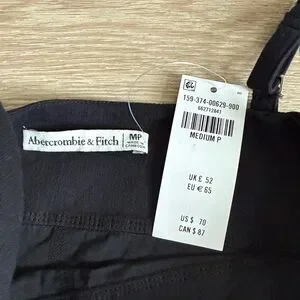 Abercrombie & Fitch
MP
MADE IN
CAMBODIA
159-374-00629-900
562712841
MEDIUM P
UK £ 52
EU € 65
US $ 70
CAN $ 87